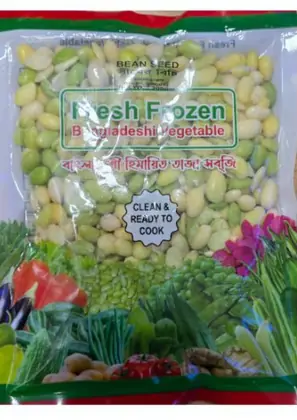 BEAN SEED
Fresh Frozen
Bangladeshi Vegetable
বাংলাদেশী হিমায়িত তাজা সবজি
CLEAN &
READY TO
COOK